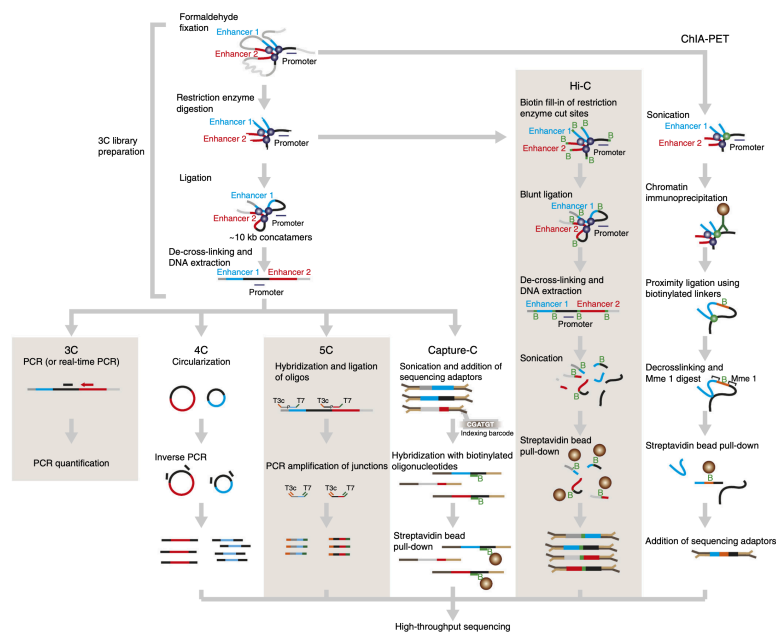 Formaldehyde
fixation
Enhancer 1
Enhancer 2
Promoter
Restriction enzyme
digestion
Enhancer 1
Enhancer 2
Promoter
3C library
preparation
Ligation
Enhancer 1
Enhancer 2
Promoter
~10 kb concatamers
De-cross-linking and
DNA extraction
Enhancer 1 Enhancer 2
Promoter
3C
PCR (or real-time PCR)
PCR quantification
4C
Circularization
Inverse PCR
5C
Hybridization and ligation
of oligos
T3c T7 T3c T7
PCR amplification of junctions
T3c T7 T3c T7
Capture-C
Sonication and addition of
sequencing adaptors
CGATGT
Indexing barcode
Hybridization with biotinylated
oligonucleotides
B
B
Streptavidin bead
pull-down
B
B
Hi-C
Biotin fill-in of restriction
enzyme cut sites
B
B
Enhancer 1
B
Enhancer 2
B
B
Promoter
Blunt ligation
Enhancer 1
B
B
Enhancer 2
Promoter
B
De-cross-linking and
DNA extraction
Enhancer 1 Enhancer 2
B B B B
Promoter
Sonication
B
B
B
B
Streptavidin bead
pull-down
B
B
B
B
ChIA-PET
Sonication
Enhancer 1
Enhancer 2
Promoter
Chromatin
immunoprecipitation
Proximity ligation using
biotinylated linkers
B
Decrosslinking and
Mme 1 digest
Mme 1
B
Streptavidin bead pull-down
B
Addition of sequencing adaptors
High-throughput sequencing